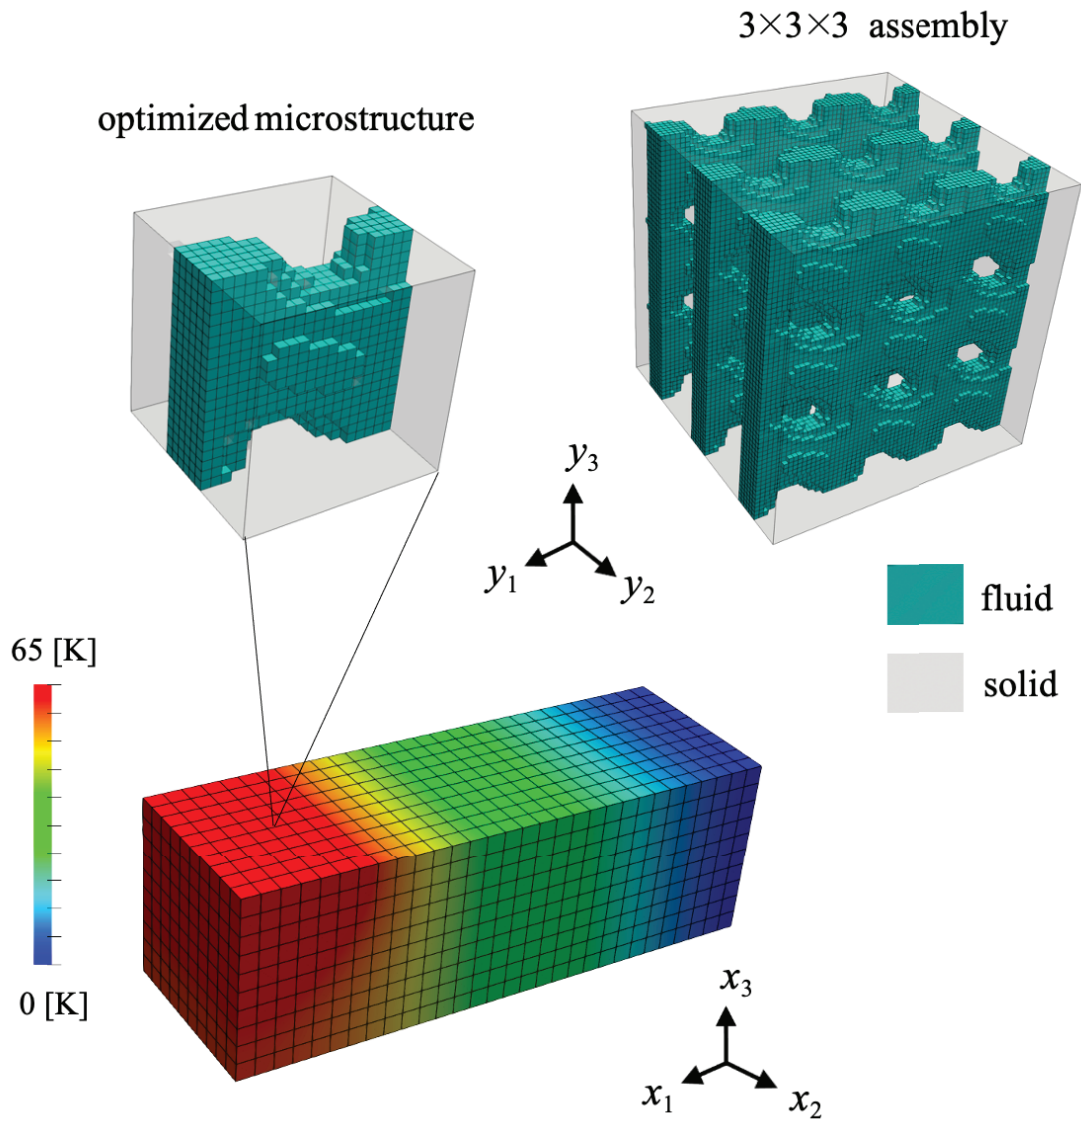 3×3×3 assembly
optimized microstructure
y₃
y₁
y₂
fluid
solid
65 [K]
0 [K]
x₃
x₁
x₂